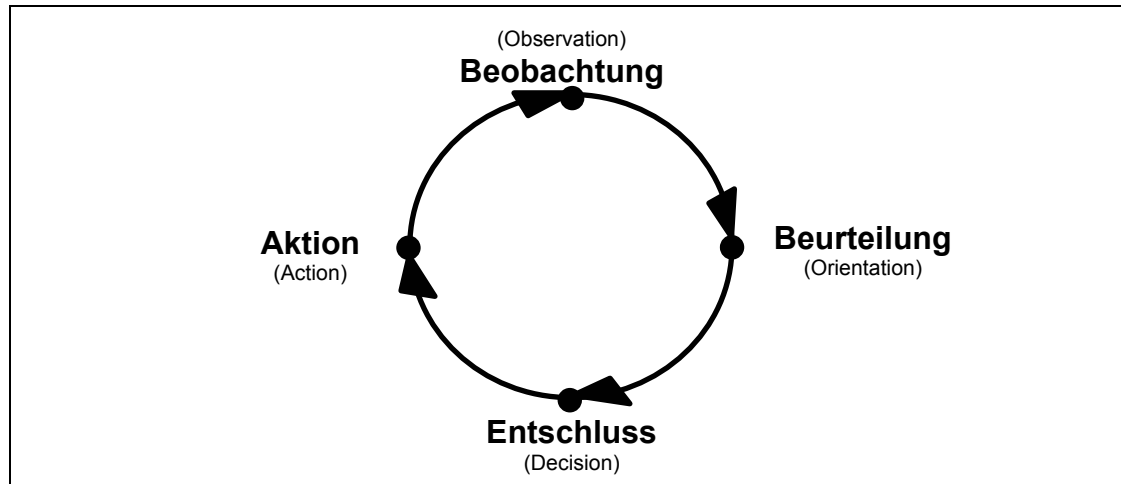 (Observation)
Beobachtung
Aktion
(Action)
Beurteilung
(Orientation)
Entschluss
(Decision)